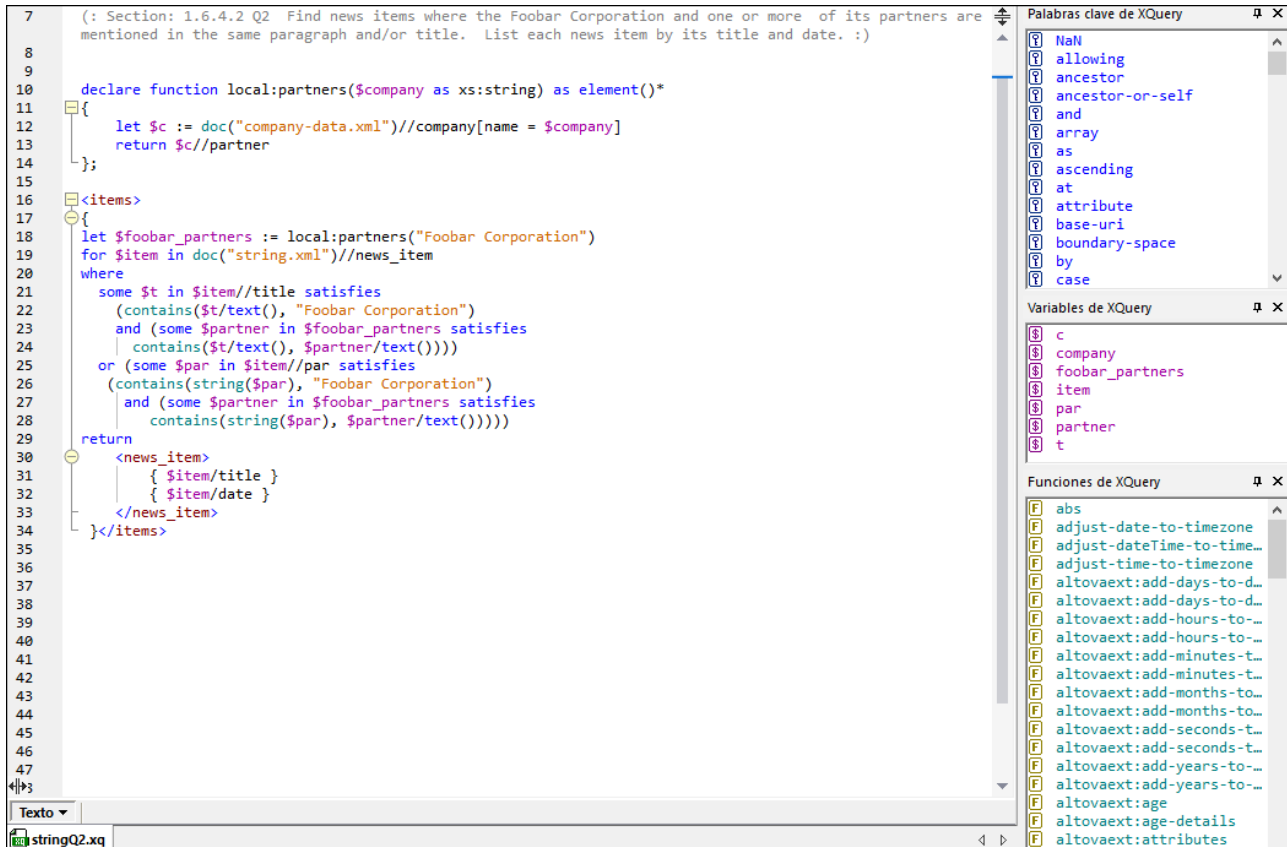 7 (: Section: 1.6.4.2 Q2  Find news items where the Foobar Corporation and one or more  of its partners are
mentioned in the same paragraph and/or title.  List each news item by its title and date. :)
8
9
10 declare function local:partners($company as xs:string) as element()*
11 {
12     let $c := doc("company-data.xml")//company[name = $company]
13     return $c//partner
14 };
15
16 <items>
17 {
18 let $foobar_partners := local:partners("Foobar Corporation")
19 for $item in doc("string.xml")//news_item
20 where
21   some $t in $item//title satisfies
22     (contains($t/text(), "Foobar Corporation")
23     and (some $partner in $foobar_partners satisfies
24       contains($t/text(), $partner/text())))
25   or (some $par in $item//par satisfies
26    (contains(string($par), "Foobar Corporation")
27      and (some $partner in $foobar_partners satisfies
28         contains(string($par), $partner/text()))))
29 return
30     <news_item>
31         { $item/title }
32         { $item/date }
33     </news_item>
34  }</items>
35
36
37
38
39
40
41
42
43
44
45
46
47
Texto
stringQ2.xq
Palabras clave de XQuery
NaN
allowing
ancestor
ancestor-or-self
and
array
as
ascending
at
attribute
base-uri
boundary-space
by
case
Variables de XQuery
$ c
$ company
$ foobar_partners
$ item
$ par
$ partner
$ t
Funciones de XQuery
F abs
F adjust-date-to-timezone
F adjust-dateTime-to-time…
F adjust-time-to-timezone
F altovaext:add-days-to-d…
F altovaext:add-days-to-d…
F altovaext:add-hours-to-…
F altovaext:add-hours-to-…
F altovaext:add-minutes-t…
F altovaext:add-minutes-t…
F altovaext:add-months-to…
F altovaext:add-months-to…
F altovaext:add-seconds-t…
F altovaext:add-seconds-t…
F altovaext:add-years-to-…
F altovaext:add-years-to-…
F altovaext:age
F altovaext:age-details
F altovaext:attributes